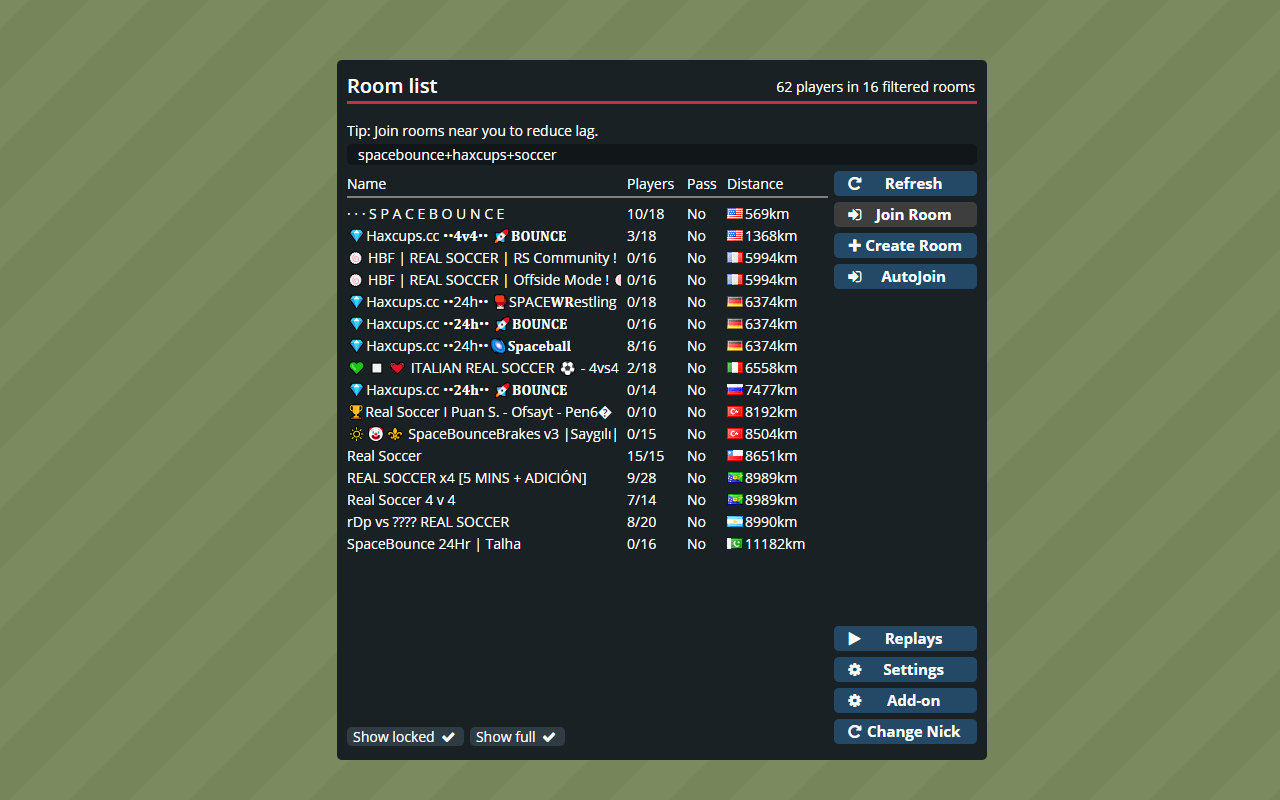 Room list 62 players in 16 filtered rooms
Tip: Join rooms near you to reduce lag.
spacebounce+haxcups+soccer
Name Players Pass Distance Refresh
· · · S P A C E B O U N C E 10/18 No 569km Join Room
💎Haxcups.cc ••4v4•• 🚀BOUNCE 3/18 No 1368km Create Room
HBF | REAL SOCCER | RS Community ! 0/16 No 5994km
HBF | REAL SOCCER | Offside Mode ! 0/16 No 5994km AutoJoin
💎Haxcups.cc ••24h•• 🥊SPACEWRestling 0/18 No 6374km
💎Haxcups.cc ••24h•• 🚀BOUNCE 0/16 No 6374km
💎Haxcups.cc ••24h••🌀Spaceball 8/16 No 6374km
💚 ◻ ❤ ITALIAN REAL SOCCER ⚽ - 4vs4 2/18 No 6558km
💎Haxcups.cc ••24h•• 🚀BOUNCE 0/14 No 7477km
🏆Real Soccer I Puan S. - Ofsayt - Pen6� 0/10 No 8192km
🔅 🤡 ⚜ SpaceBounceBrakes v3 |Saygılı| 0/15 No 8504km
Real Soccer 15/15 No 8651km
REAL SOCCER x4 [5 MINS + ADICIÓN] 9/28 No 8989km
Real Soccer 4 v 4 7/14 No 8989km
rDp vs ???? REAL SOCCER 8/20 No 8990km
SpaceBounce 24Hr | Talha 0/16 No 11182km
Replays
Settings
Add-on
Show locked ✔ Show full ✔ Change Nick